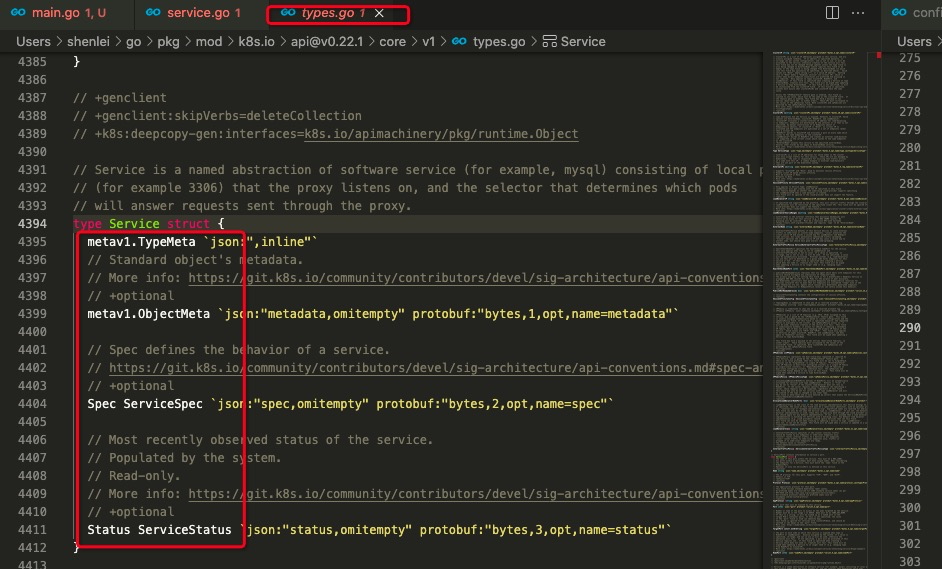 main.go 1, U
service.go 1
types.go 1
confi
Users > shenlei > go > pkg > mod > k8s.io > api@v0.22.1 > core > v1 > types.go > Service
Users
4385 }
4386
4387 // +genclient
4388 // +genclient:skipVerbs=deleteCollection
4389 // +k8s:deepcopy-gen:interfaces=k8s.io/apimachinery/pkg/runtime.Object
4390
4391 // Service is a named abstraction of software service (for example, mysql) consisting of local p
4392 // (for example 3306) that the proxy listens on, and the selector that determines which pods
4393 // will answer requests sent through the proxy.
4394 type Service struct {
4395 metav1.TypeMeta `json:",inline"`
4396 // Standard object's metadata.
4397 // More info: https://git.k8s.io/community/contributors/devel/sig-architecture/api-conventions
4398 // +optional
4399 metav1.ObjectMeta `json:"metadata,omitempty" protobuf:"bytes,1,opt,name=metadata"`
4400
4401 // Spec defines the behavior of a service.
4402 // https://git.k8s.io/community/contributors/devel/sig-architecture/api-conventions.md#spec-an
4403 // +optional
4404 Spec ServiceSpec `json:"spec,omitempty" protobuf:"bytes,2,opt,name=spec"`
4405
4406 // Most recently observed status of the service.
4407 // Populated by the system.
4408 // Read-only.
4409 // More info: https://git.k8s.io/community/contributors/devel/sig-architecture/api-conventions
4410 // +optional
4411 Status ServiceStatus `json:"status,omitempty" protobuf:"bytes,3,opt,name=status"`
4412 }
4413
275
276
277
278
279
280
281
282
283
284
285
286
287
288
289
290
291
292
293
294
295
296
297
298
299
300
301
302
303